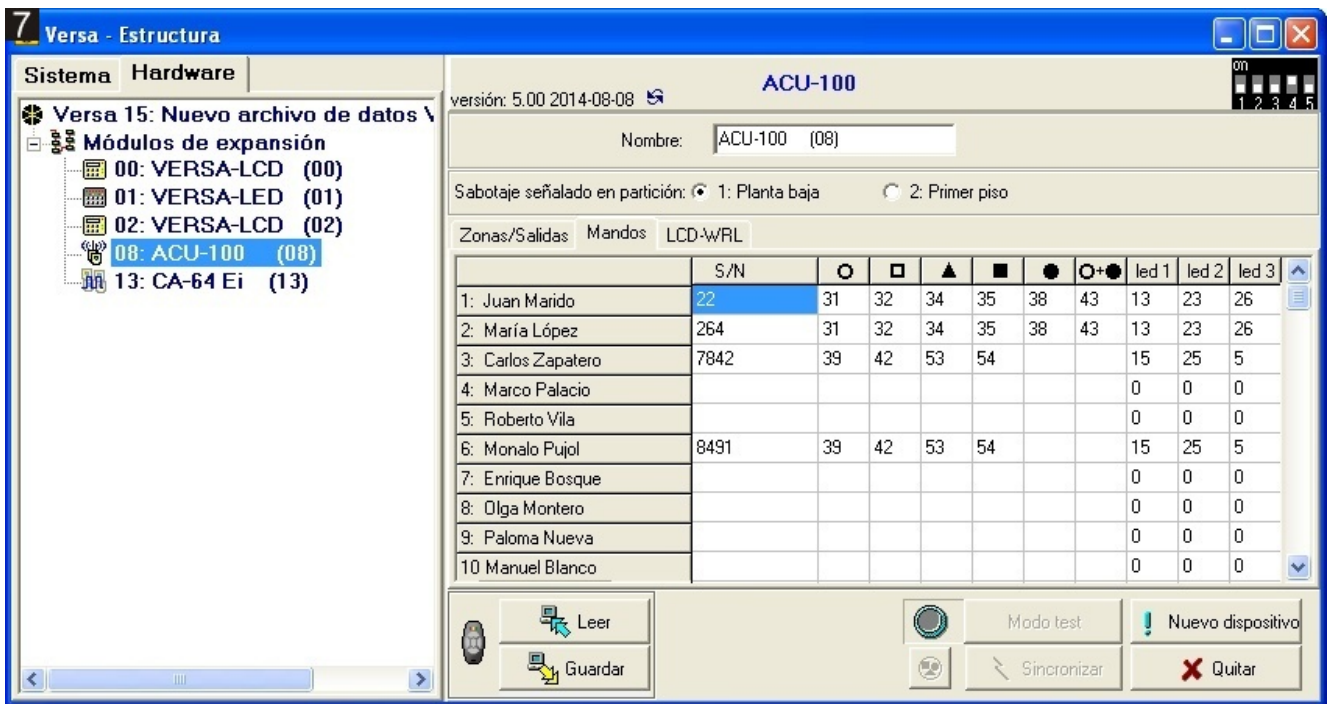 7
Versa - Estructura
Sistema Hardware
Versa 15: Nuevo archivo de datos V
Módulos de expansión
00: VERSA-LCD (00)
01: VERSA-LED (01)
02: VERSA-LCD (02)
08: ACU-100 (08)
13: CA-64 Ei (13)
versión: 5.00 2014-08-08 ACU-100
on
1 2 3 4 5
Nombre: ACU-100 (08)
Sabotaje señalado en partición: 1: Planta baja 2: Primer piso
Zonas/Salidas Mandos LCD-WRL
S/N O+● led 1 led 2 led 3
1: Juan Marido 22 31 32 34 35 38 43 13 23 26
2: María López 264 31 32 34 35 38 43 13 23 26
3: Carlos Zapatero 7842 39 42 53 54 15 25 5
4: Marco Palacio 0 0 0
5: Roberto Vila 0 0 0
6: Monalo Pujol 8491 39 42 53 54 15 25 5
7: Enrique Bosque 0 0 0
8: Olga Montero 0 0 0
9: Paloma Nueva 0 0 0
10 Manuel Blanco 0 0 0
Leer Modo test Nuevo dispositivo
Guardar Sincronizar Quitar